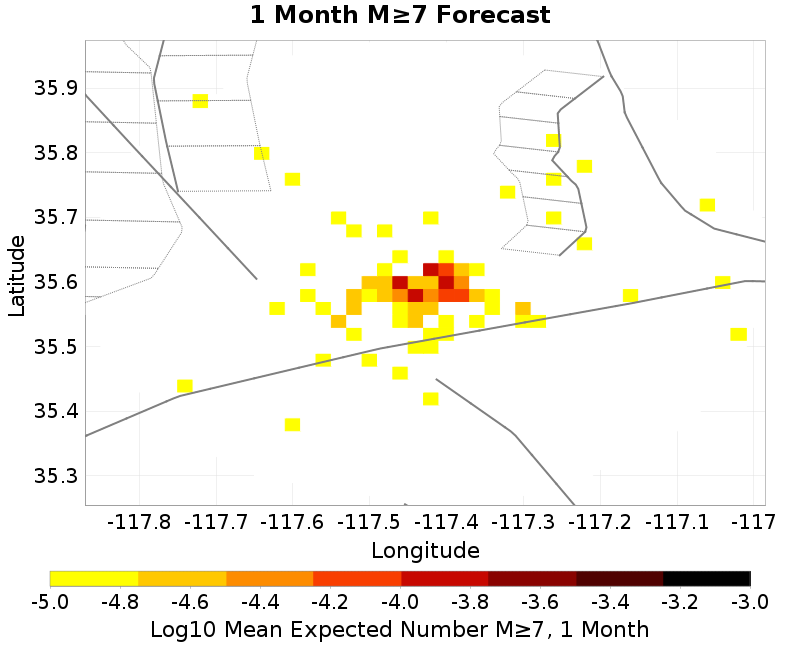 1 Month M≥7 Forecast
35.9
35.8
35.7
35.6
35.5
35.4
35.3
Latitude
-117.8 -117.7 -117.6 -117.5 -117.4 -117.3 -117.2 -117.1 -117
Longitude
-5.0 -4.8 -4.6 -4.4 -4.2 -4.0 -3.8 -3.6 -3.4 -3.2 -3.0
Log10 Mean Expected Number M≥7, 1 Month